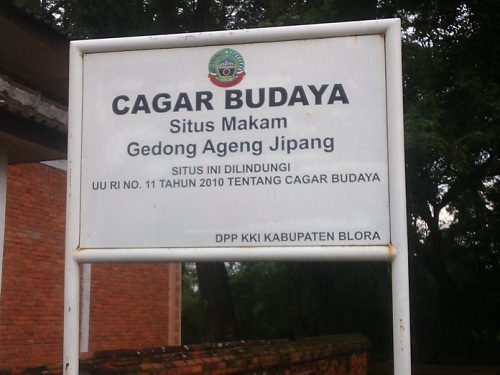 CAGAR BUDAYA
Situs Makam
Gedong Ageng Jipang
SITUS INI DILINDUNGI
UU RI NO. 11 TAHUN 2010 TENTANG CAGAR BUDAYA
DPP KKI KABUPATEN BLORA